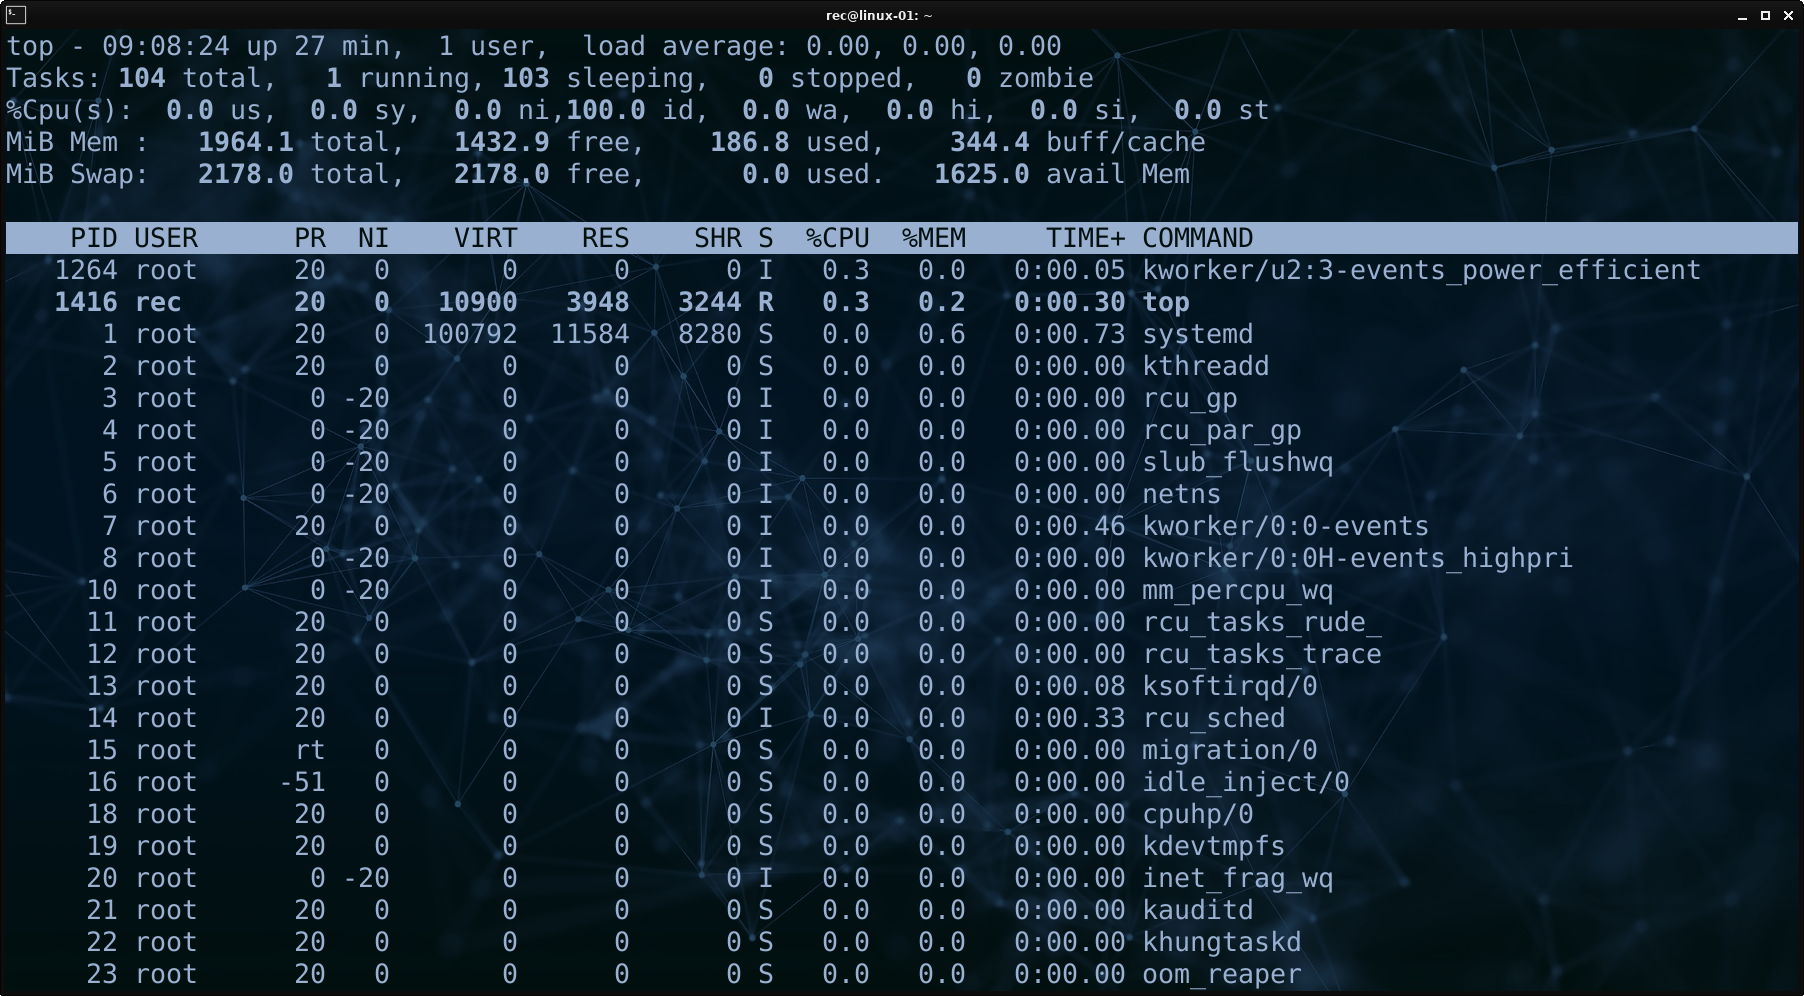 rec@linux-01: ~
top - 09:08:24 up 27 min,  1 user,  load average: 0.00, 0.00, 0.00
Tasks: 104 total,   1 running, 103 sleeping,   0 stopped,   0 zombie
%Cpu(s):  0.0 us,  0.0 sy,  0.0 ni,100.0 id,  0.0 wa,  0.0 hi,  0.0 si,  0.0 st
MiB Mem :   1964.1 total,   1432.9 free,    186.8 used,    344.4 buff/cache
MiB Swap:   2178.0 total,   2178.0 free,      0.0 used.   1625.0 avail Mem
    PID USER      PR  NI    VIRT    RES    SHR S  %CPU  %MEM     TIME+ COMMAND
   1264 root      20   0       0      0      0 I   0.3   0.0   0:00.05 kworker/u2:3-events_power_efficient
   1416 rec       20   0   10900   3948   3244 R   0.3   0.2   0:00.30 top
      1 root      20   0  100792  11584   8280 S   0.0   0.6   0:00.73 systemd
      2 root      20   0       0      0      0 S   0.0   0.0   0:00.00 kthreadd
      3 root       0 -20       0      0      0 I   0.0   0.0   0:00.00 rcu_gp
      4 root       0 -20       0      0      0 I   0.0   0.0   0:00.00 rcu_par_gp
      5 root       0 -20       0      0      0 I   0.0   0.0   0:00.00 slub_flushwq
      6 root       0 -20       0      0      0 I   0.0   0.0   0:00.00 netns
      7 root      20   0       0      0      0 I   0.0   0.0   0:00.46 kworker/0:0-events
      8 root       0 -20       0      0      0 I   0.0   0.0   0:00.00 kworker/0:0H-events_highpri
     10 root       0 -20       0      0      0 I   0.0   0.0   0:00.00 mm_percpu_wq
     11 root      20   0       0      0      0 S   0.0   0.0   0:00.00 rcu_tasks_rude_
     12 root      20   0       0      0      0 S   0.0   0.0   0:00.00 rcu_tasks_trace
     13 root      20   0       0      0      0 S   0.0   0.0   0:00.08 ksoftirqd/0
     14 root      20   0       0      0      0 I   0.0   0.0   0:00.33 rcu_sched
     15 root      rt   0       0      0      0 S   0.0   0.0   0:00.00 migration/0
     16 root     -51   0       0      0      0 S   0.0   0.0   0:00.00 idle_inject/0
     18 root      20   0       0      0      0 S   0.0   0.0   0:00.00 cpuhp/0
     19 root      20   0       0      0      0 S   0.0   0.0   0:00.00 kdevtmpfs
     20 root       0 -20       0      0      0 I   0.0   0.0   0:00.00 inet_frag_wq
     21 root      20   0       0      0      0 S   0.0   0.0   0:00.00 kauditd
     22 root      20   0       0      0      0 S   0.0   0.0   0:00.00 khungtaskd
     23 root      20   0       0      0      0 S   0.0   0.0   0:00.00 oom_reaper